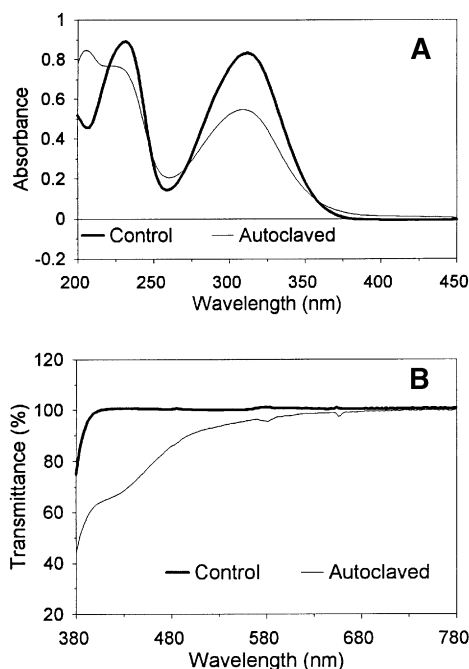 A
1
0.8
0.6
0.4
0.2
0
-0.2
Absorbance
Control Autoclaved
200 250 300 350 400 450
Wavelength (nm)
B
120
100
80
60
40
20
Transmittance (%)
Control Autoclaved
380 480 580 680 780
Wavelength (nm)